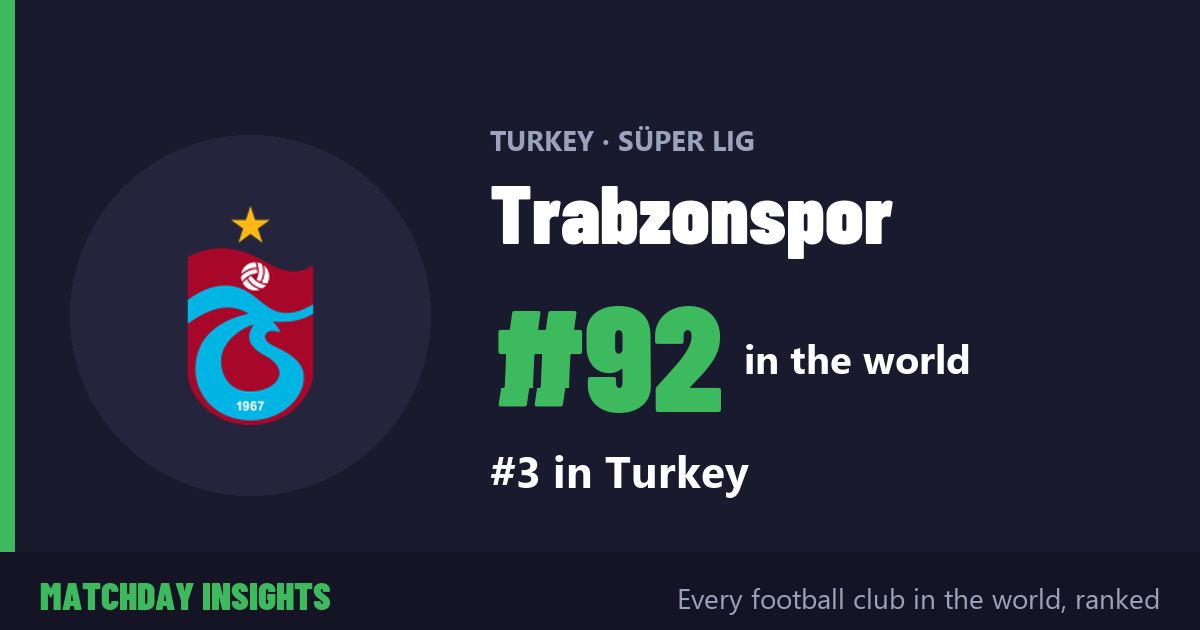 TURKEY · SÜPER LIG
Trabzonspor
#92 in the world
#3 in Turkey
1967
MATCHDAY INSIGHTS
Every football club in the world, ranked